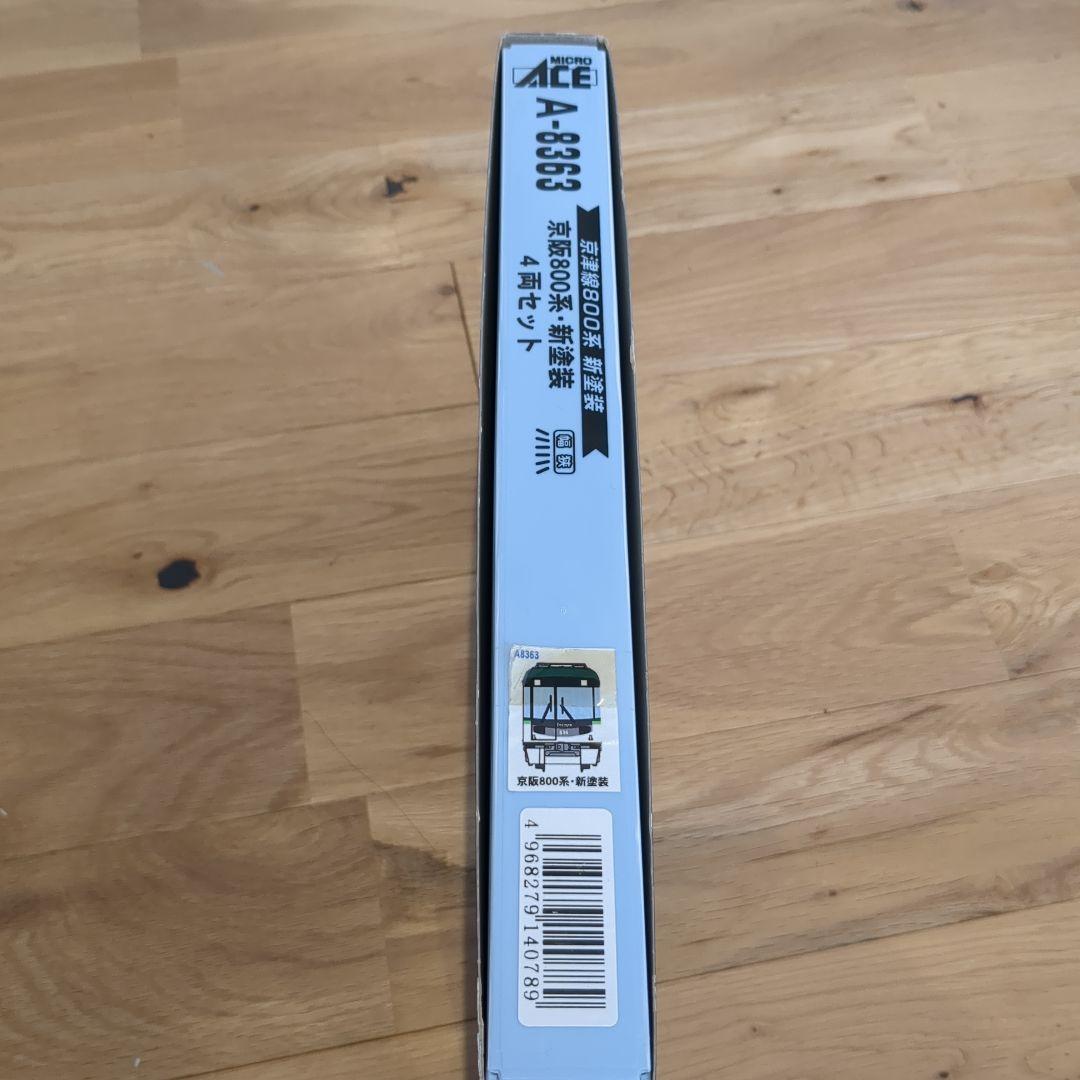 MICRO
ACE
A-8363
京津線800系 新塗装
京阪800系・新塗装
4両セット
幅狭
A8363
京阪800系・新塗装
4 968279 140789